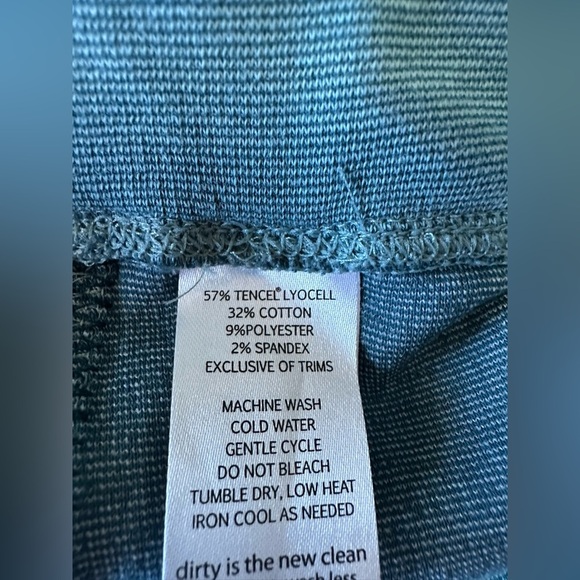 57% TENCEL® LYOCELL
32% COTTON
9%POLYESTER
2% SPANDEX
EXCLUSIVE OF TRIMS
MACHINE WASH
COLD WATER
GENTLE CYCLE
DO NOT BLEACH
TUMBLE DRY, LOW HEAT
IRON COOL AS NEEDED
dirty is the new clean
less